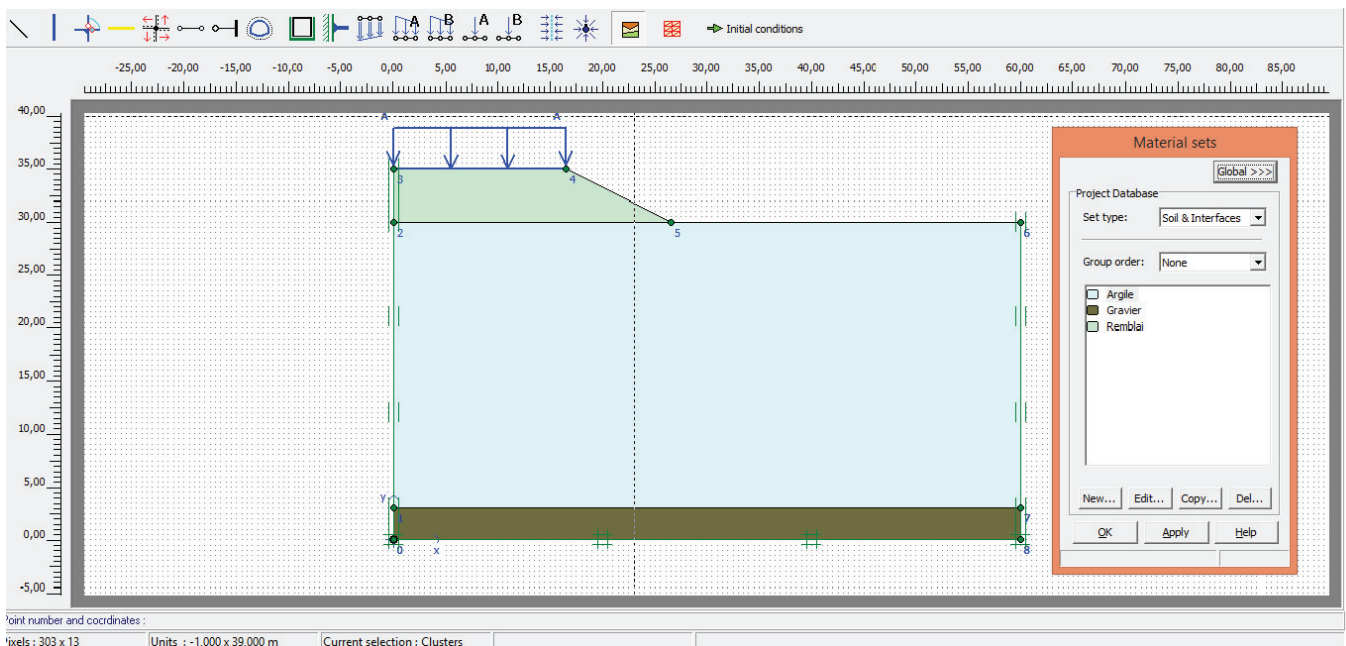 A B A B Initial conditions
-25,00 -20,00 -15,00 -10,00 -5,00 0,00 5,00 10,00 15,00 20,00 25,00 30,00 35,00 40,00 45,00 50,00 55,00 60,00 65,00 70,00 75,00 80,00 85,00
40,00
35,00
30,00
25,00
20,00
15,00
10,00
5,00
0,00
-5,00
A A
3 4
2 5 6
y
1 7
0 x 8
Material sets
Global >>>
Project Database
Set type: Soil & Interfaces
Group order: None
Argile
Gravier
Remblai
New... Edit... Copy... Del...
OK Apply Help
Point number and coordinates :
Pixels : 303 x 13 Units : -1.000 x 39.000 m Current selection : Clusters